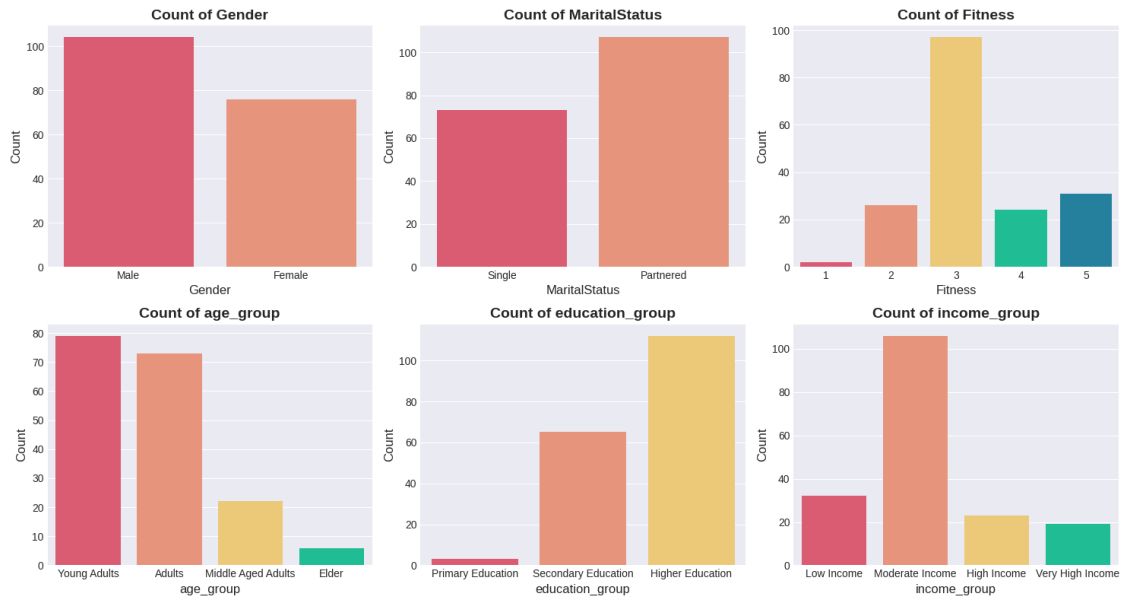 Count of Gender
Count
100
80
60
40
20
0
Male Female
Gender
Count of MaritalStatus
Count
100
80
60
40
20
0
Single Partnered
MaritalStatus
Count of Fitness
Count
100
80
60
40
20
0
1 2 3 4 5
Fitness
Count of age_group
Count
80
70
60
50
40
30
20
10
0
Young Adults Adults Middle Aged Adults Elder
age_group
Count of education_group
Count
100
80
60
40
20
0
Primary Education Secondary Education Higher Education
education_group
Count of income_group
Count
100
80
60
40
20
0
Low Income Moderate Income High Income Very High Income
income_group